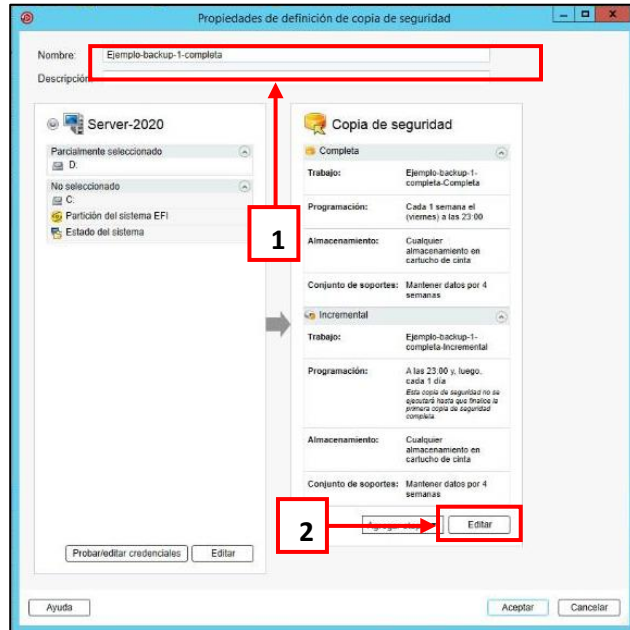 Propiedades de definición de copia de seguridad
Nombre: Ejemplo-backup-1-completa
Descripción
Server-2020
Parcialmente seleccionado
D:
No seleccionado
C:
Partición del sistema EFI
Estado del sistema
Probar/editar credenciales Editar
1
Copia de seguridad
Completa
Trabajo: Ejemplo-backup-1-
completa-Completa
Programación: Cada 1 semana el
(viernes) a las 23:00
Almacenamiento: Cualquier
almacenamiento en
cartucho de cinta
Conjunto de soportes: Mantener datos por 4
semanas
Incremental
Trabajo: Ejemplo-backup-1-
completa-Incremental
Programación: A las 23:00 y, luego,
cada 1 día
Esta copia de seguridad no se
ejecutará hasta que finalice la
primera copia de seguridad
completa.
Almacenamiento: Cualquier
almacenamiento en
cartucho de cinta
Conjunto de soportes: Mantener datos por 4
semanas
2
Editar
Ayuda Aceptar Cancelar